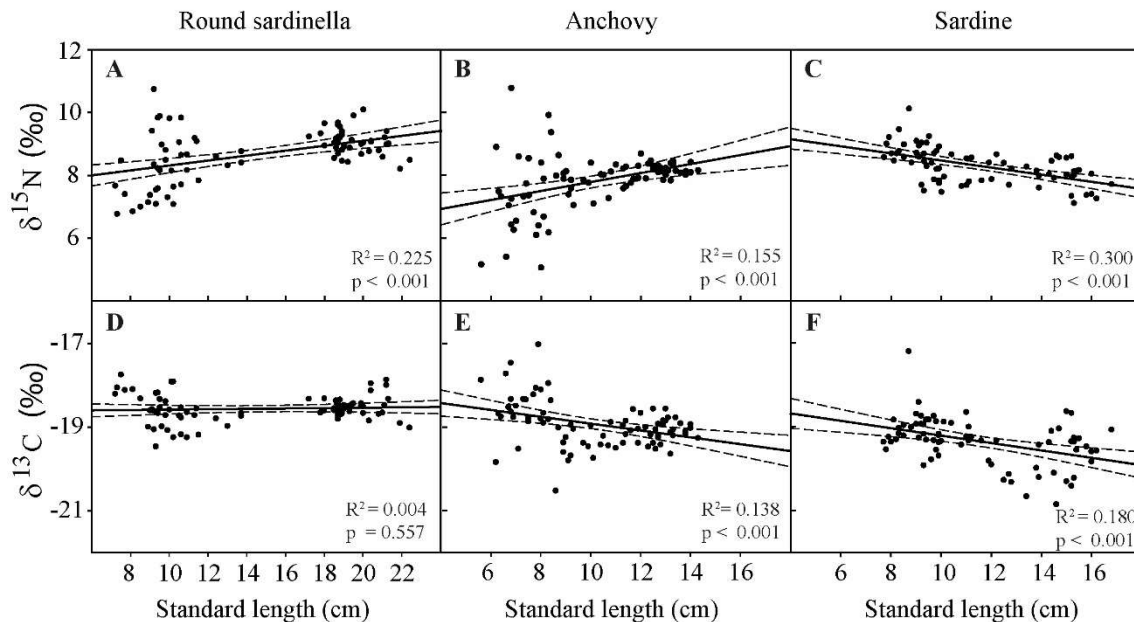 Round sardinella Anchovy Sardine
12
10
8
6
δ15N (‰)
A
R2 = 0.225
p < 0.001
B
R2 = 0.155
p < 0.001
C
R2 = 0.300
p < 0.001
-17
-19
-21
δ13C (‰)
D
R2 = 0.004
p = 0.557
E
R2 = 0.138
p < 0.001
F
R2 = 0.180
p < 0.001
8 10 12 14 16 18 20 22 6 8 10 12 14 16 6 8 10 12 14 16
Standard length (cm) Standard length (cm) Standard length (cm)